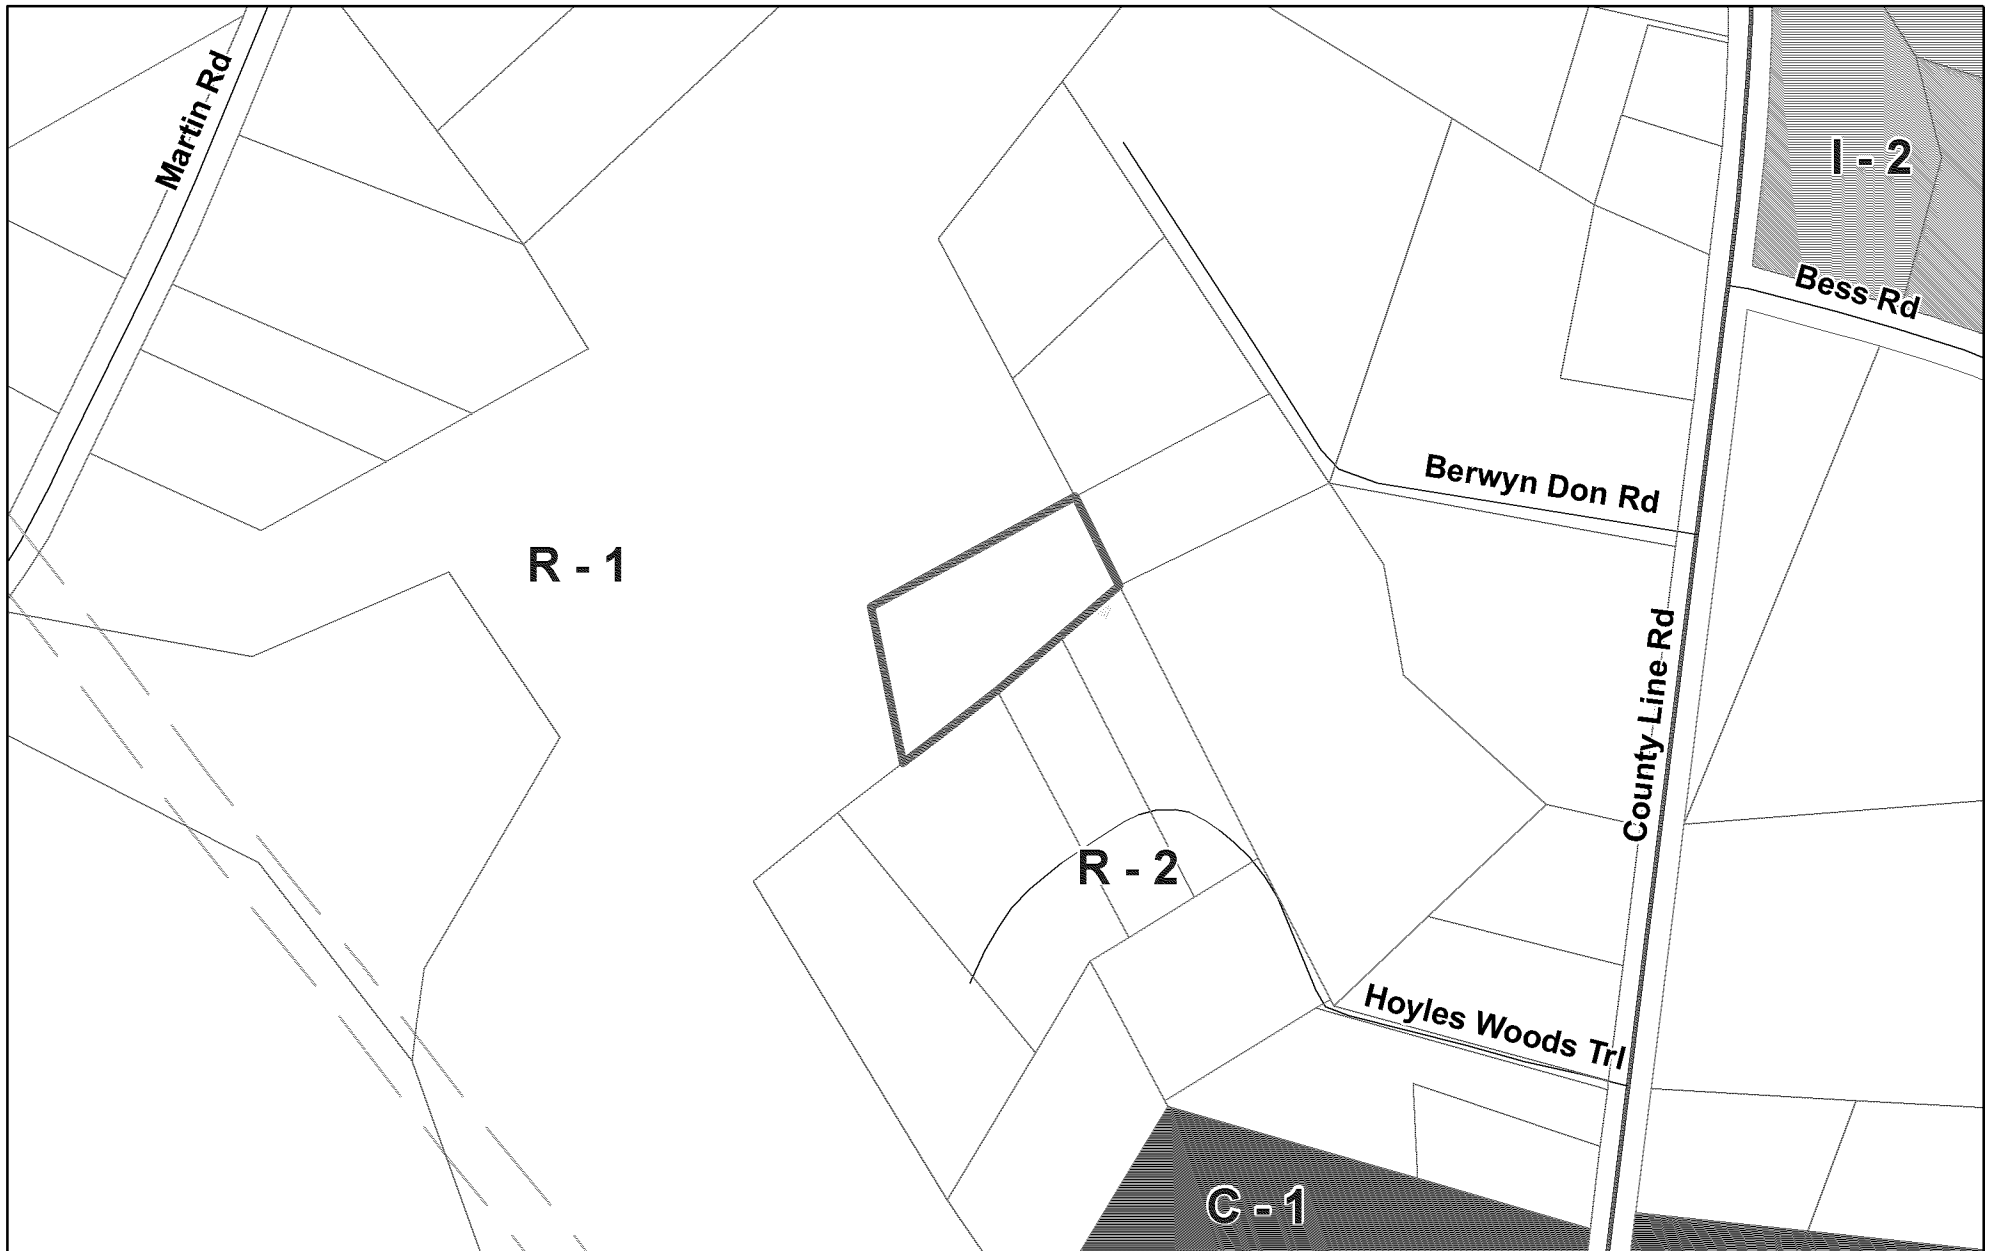 Martin Rd
I - 2
Bess Rd
Berwyn Don Rd
R - 1
County Line Rd
R - 2
Hoyles Woods Trl
C - 1